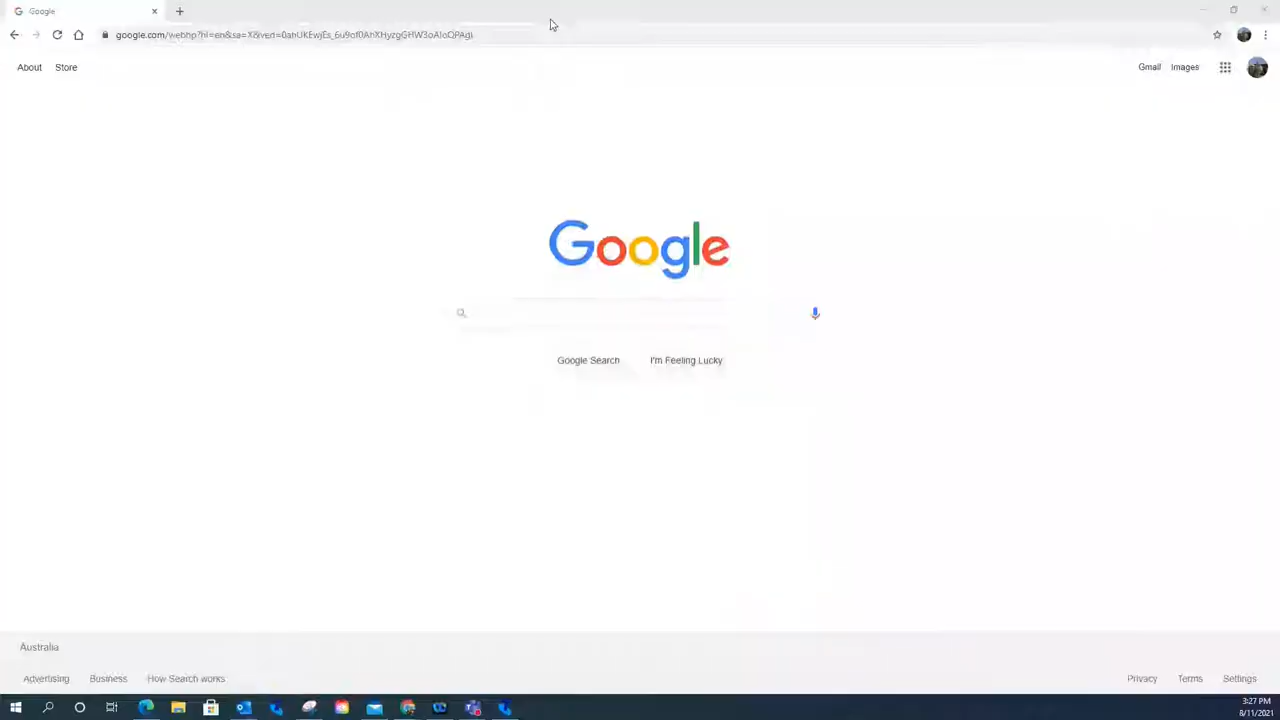 Google
About Store
Gmail Images
Google
Google Search I'm Feeling Lucky
Australia
Advertising Business How Search works
Privacy Terms Settings
3:27 PM
8/11/2021